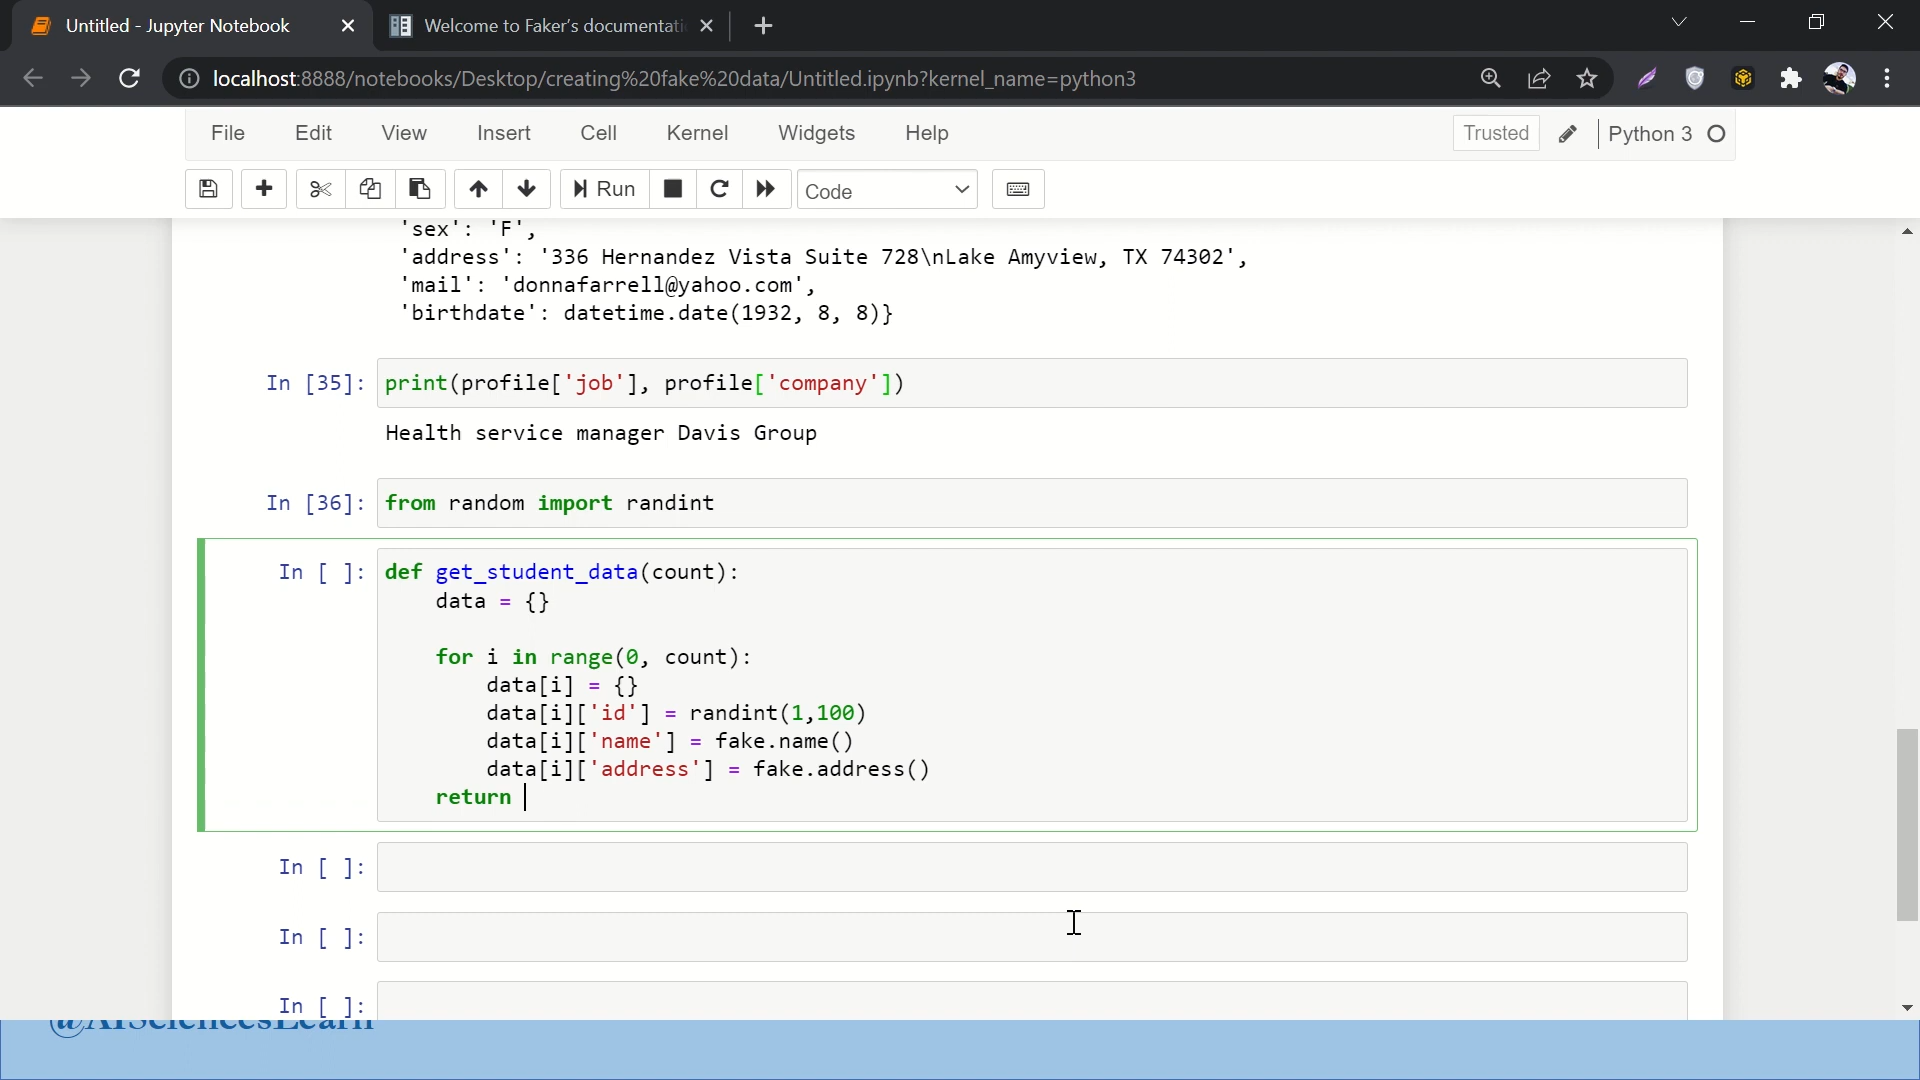 Untitled - Jupyter Notebook
Welcome to Faker's documentati
localhost:8888/notebooks/Desktop/creating%20fake%20data/Untitled.ipynb?kernel_name=python3
File Edit View Insert Cell Kernel Widgets Help Trusted Python 3
Run Code
'sex': 'F',
'address': '336 Hernandez Vista Suite 728\nLake Amyview, TX 74302',
'mail': 'donnafarrell@yahoo.com',
'birthdate': datetime.date(1932, 8, 8)}
In [35]: print(profile['job'], profile['company'])
Health service manager Davis Group
In [36]: from random import randint
In [ ]: def get_student_data(count):
data = {}
for i in range(0, count):
data[i] = {}
data[i]['id'] = randint(1,100)
data[i]['name'] = fake.name()
data[i]['address'] = fake.address()
return
In [ ]:
In [ ]:
In [ ]:
@AISciencesLearn